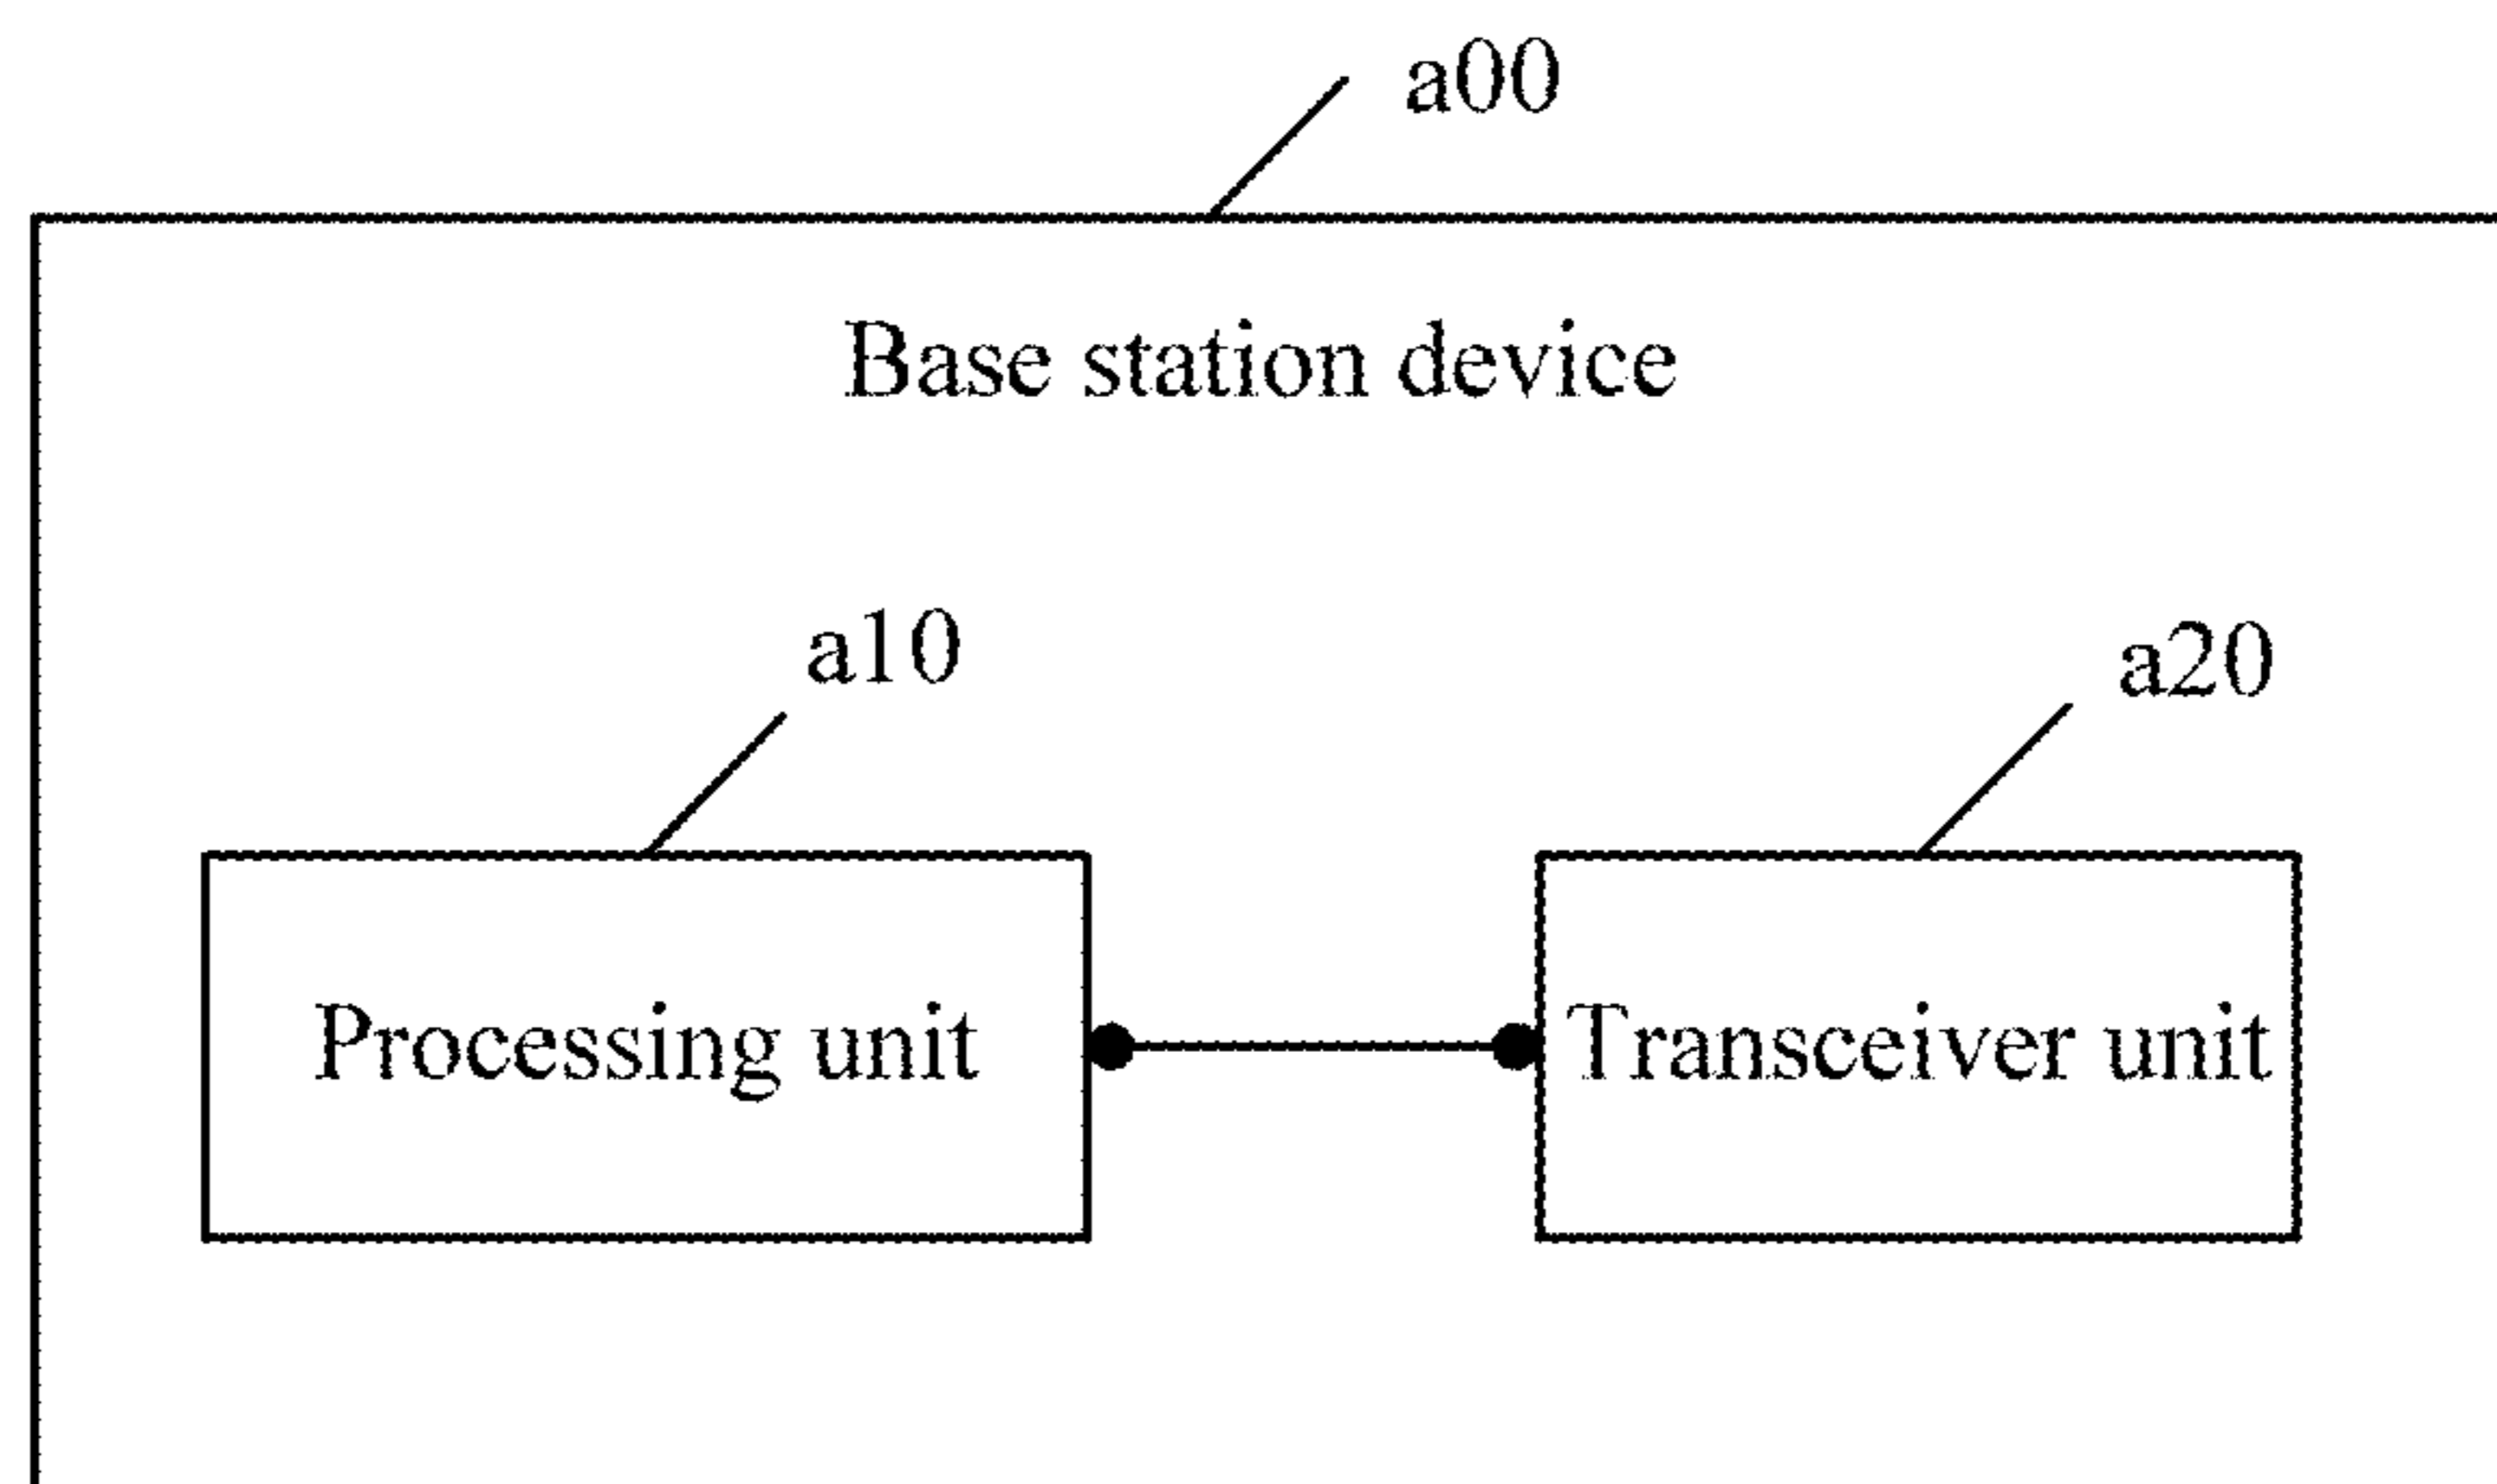 a00
Base station device
a10
a20
Processing unit
Transceiver unit